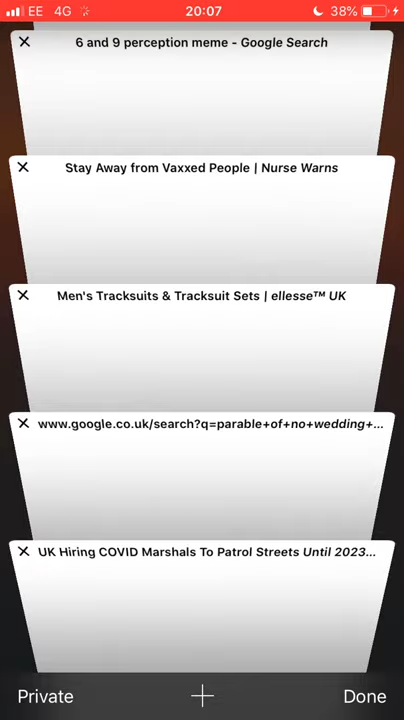 EE 4G 20:07 38%
6 and 9 perception meme - Google Search
Stay Away from Vaxxed People | Nurse Warns
Men's Tracksuits & Tracksuit Sets | ellesse™ UK
www.google.co.uk/search?q=parable+of+no+wedding+...
UK Hiring COVID Marshals To Patrol Streets Until 2023...
Private Done